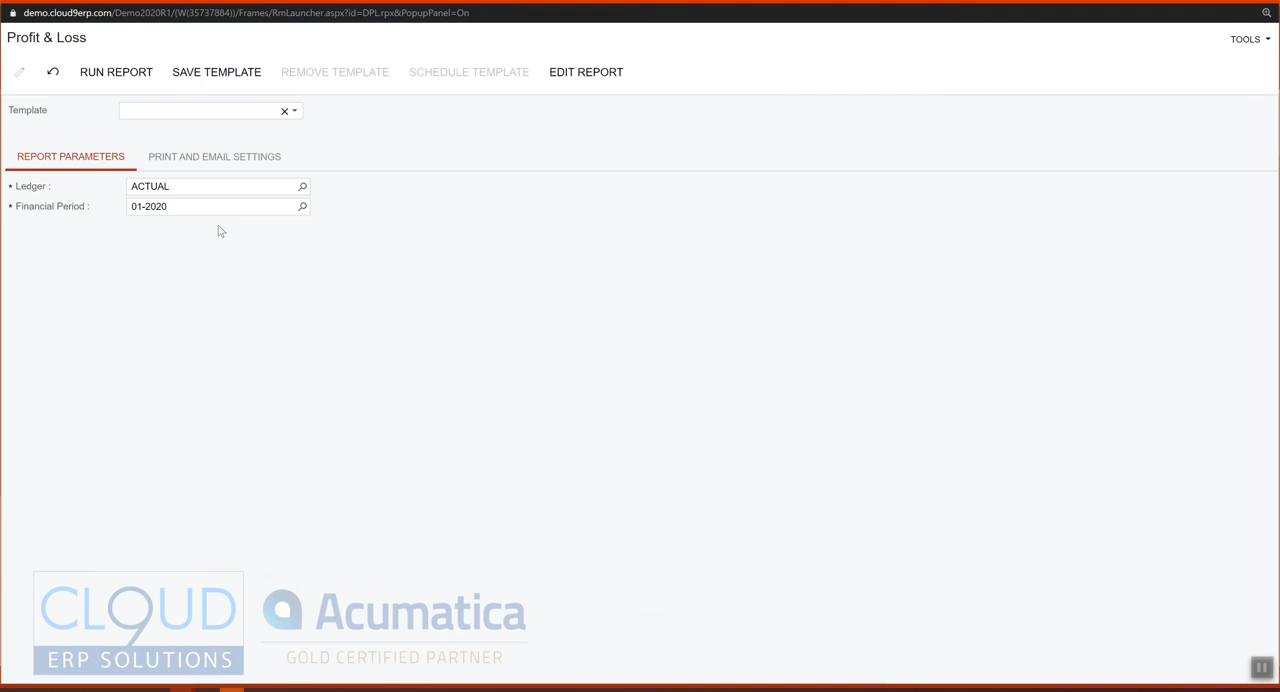 demo.cloud9erp.com/Demo2020R1/(W(35737884))/Frames/RmLauncher.aspx?id=DPL.rpx&PopupPanel=On
Profit & Loss
TOOLS
RUN REPORT SAVE TEMPLATE REMOVE TEMPLATE SCHEDULE TEMPLATE EDIT REPORT
Template
REPORT PARAMETERS PRINT AND EMAIL SETTINGS
* Ledger : ACTUAL
* Financial Period : 01-2020
CLOUD 9
ERP SOLUTIONS
Acumatica
GOLD CERTIFIED PARTNER